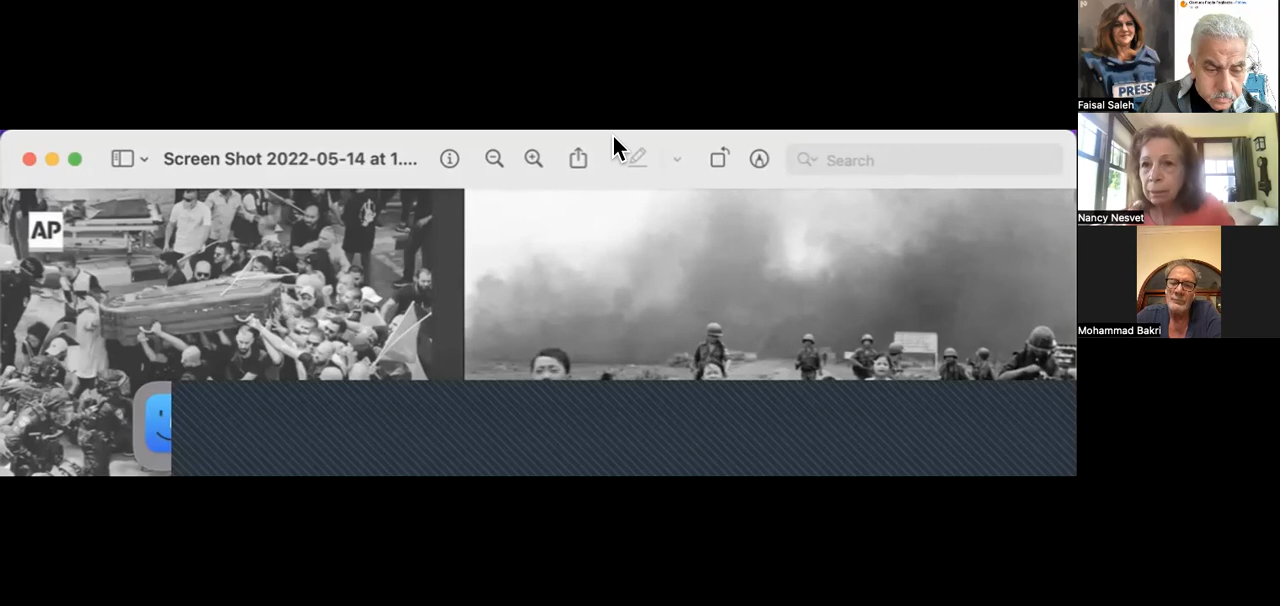 Screen Shot 2022-05-14 at 1....
Search
AP
PRESS
Faisal Saleh
Nancy Nesvet
Mohammad Bakri